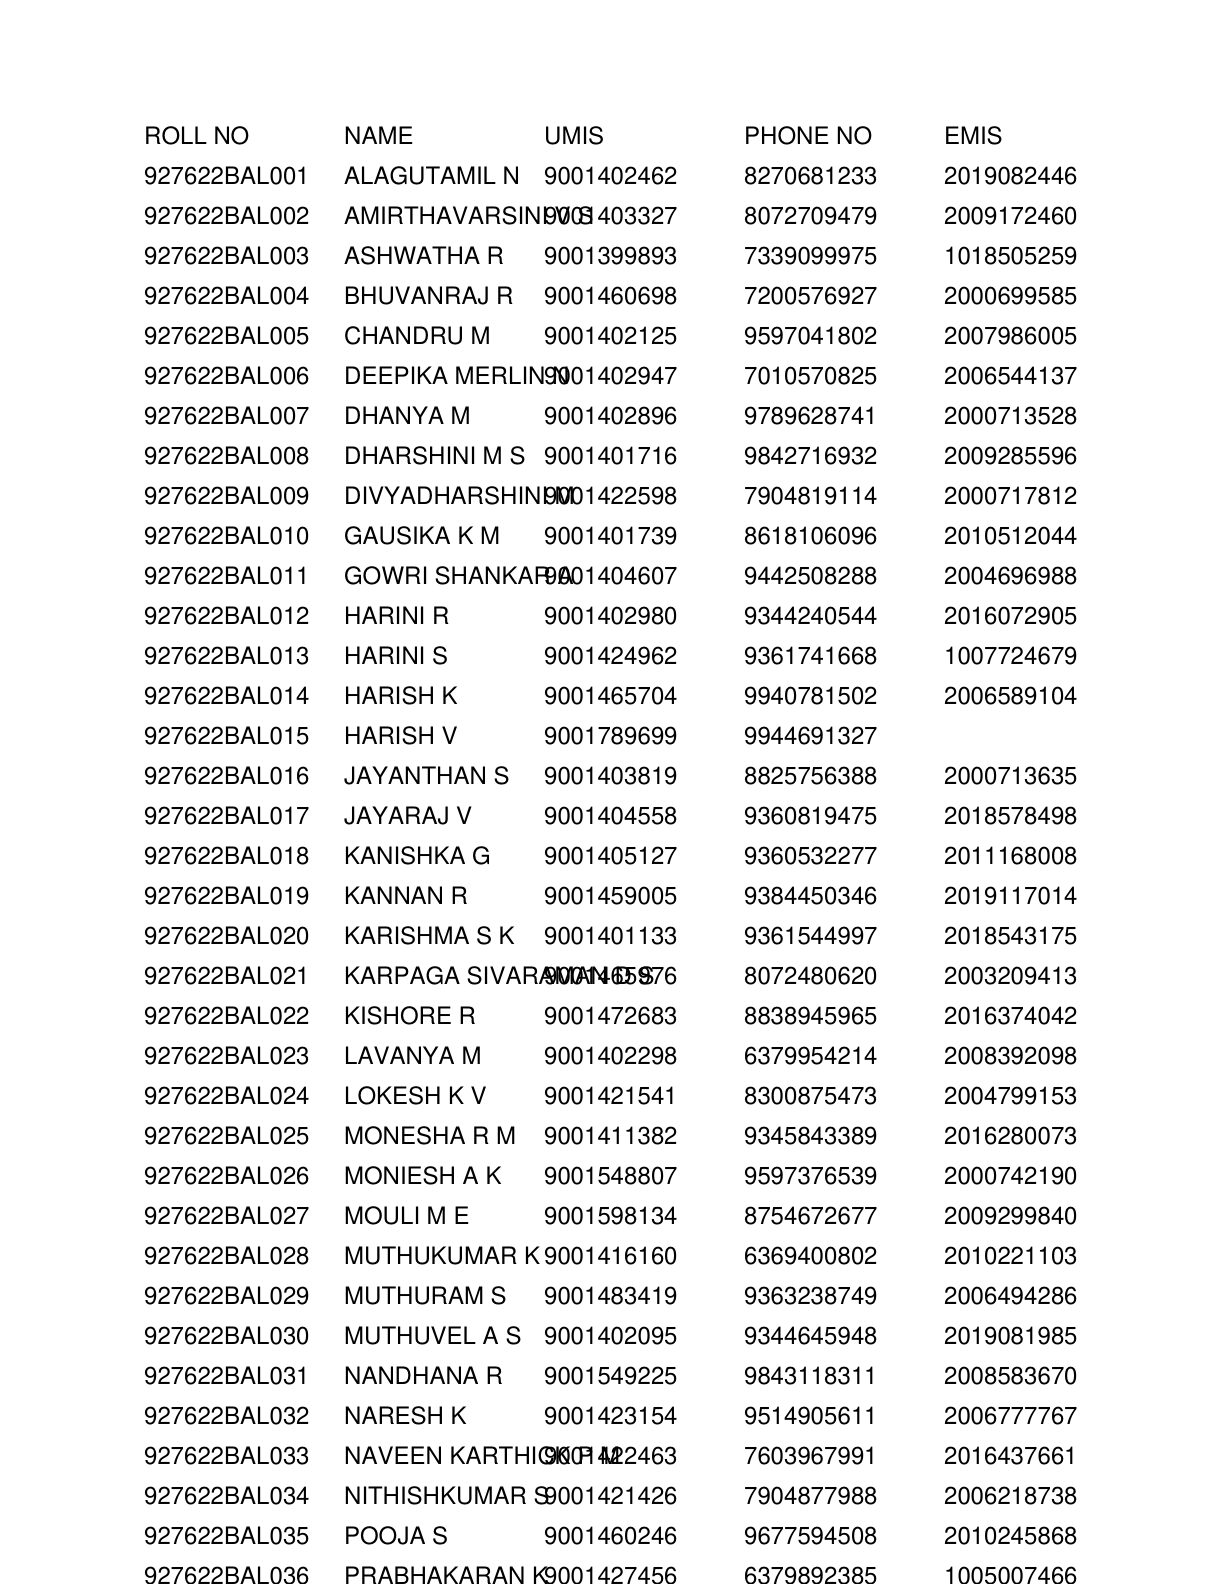 ROLL NO NAME UMIS PHONE NO EMIS
927622BAL001 ALAGUTAMIL N 9001402462 8270681233 2019082446
927622BAL002 AMIRTHAVARSINI V S 9001403327 8072709479 2009172460
927622BAL003 ASHWATHA R 9001399893 7339099975 1018505259
927622BAL004 BHUVANRAJ R 9001460698 7200576927 2000699585
927622BAL005 CHANDRU M 9001402125 9597041802 2007986005
927622BAL006 DEEPIKA MERLIN N 9001402947 7010570825 2006544137
927622BAL007 DHANYA M 9001402896 9789628741 2000713528
927622BAL008 DHARSHINI M S 9001401716 9842716932 2009285596
927622BAL009 DIVYADHARSHINI M 9001422598 7904819114 2000717812
927622BAL010 GAUSIKA K M 9001401739 8618106096 2010512044
927622BAL011 GOWRI SHANKAR A 9001404607 9442508288 2004696988
927622BAL012 HARINI R 9001402980 9344240544 2016072905
927622BAL013 HARINI S 9001424962 9361741668 1007724679
927622BAL014 HARISH K 9001465704 9940781502 2006589104
927622BAL015 HARISH V 9001789699 9944691327
927622BAL016 JAYANTHAN S 9001403819 8825756388 2000713635
927622BAL017 JAYARAJ V 9001404558 9360819475 2018578498
927622BAL018 KANISHKA G 9001405127 9360532277 2011168008
927622BAL019 KANNAN R 9001459005 9384450346 2019117014
927622BAL020 KARISHMA S K 9001401133 9361544997 2018543175
927622BAL021 KARPAGA SIVARAMAN D S 9001465976 8072480620 2003209413
927622BAL022 KISHORE R 9001472683 8838945965 2016374042
927622BAL023 LAVANYA M 9001402298 6379954214 2008392098
927622BAL024 LOKESH K V 9001421541 8300875473 2004799153
927622BAL025 MONESHA R M 9001411382 9345843389 2016280073
927622BAL026 MONIESH A K 9001548807 9597376539 2000742190
927622BAL027 MOULI M E 9001598134 8754672677 2009299840
927622BAL028 MUTHUKUMAR K 9001416160 6369400802 2010221103
927622BAL029 MUTHURAM S 9001483419 9363238749 2006494286
927622BAL030 MUTHUVEL A S 9001402095 9344645948 2019081985
927622BAL031 NANDHANA R 9001549225 9843118311 2008583670
927622BAL032 NARESH K 9001423154 9514905611 2006777767
927622BAL033 NAVEEN KARTHICK P M 9001422463 7603967991 2016437661
927622BAL034 NITHISHKUMAR S 9001421426 7904877988 2006218738
927622BAL035 POOJA S 9001460246 9677594508 2010245868
927622BAL036 PRABHAKARAN K 9001427456 6379892385 1005007466